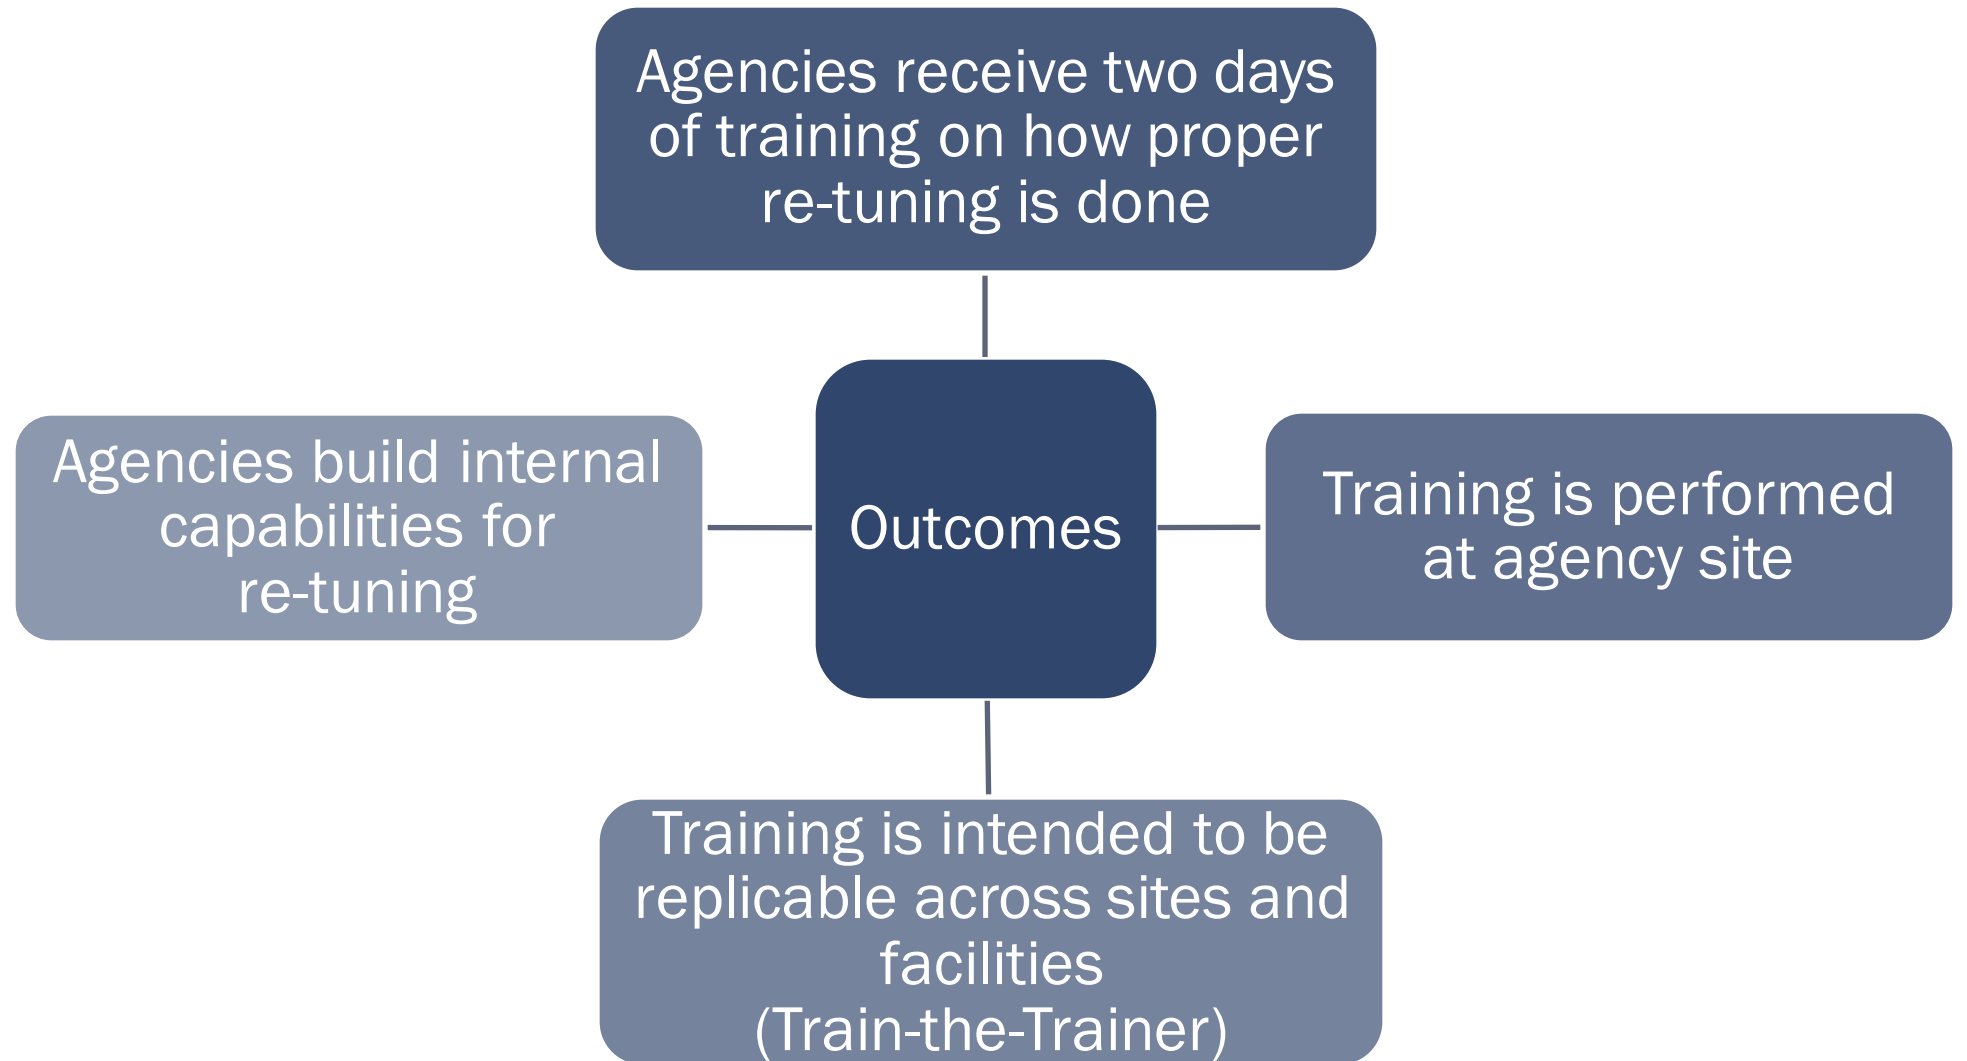 Agencies receive two days
of training on how proper
re-tuning is done
Agencies build internal
capabilities for
re-tuning
Outcomes
Training is performed
at agency site
Training is intended to be
replicable across sites and
facilities
(Train-the-Trainer)